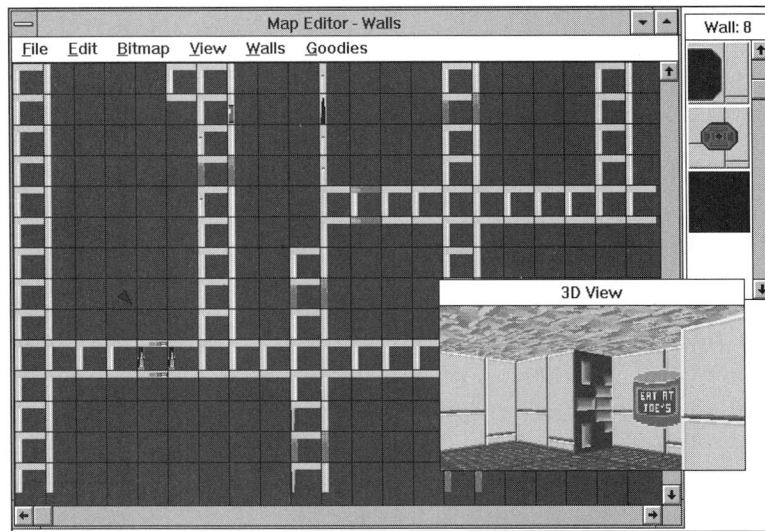 Map Editor - Walls
Wall: 8
File Edit Bitmap View Walls Goodies
3D View
EAT AT
JOE'S